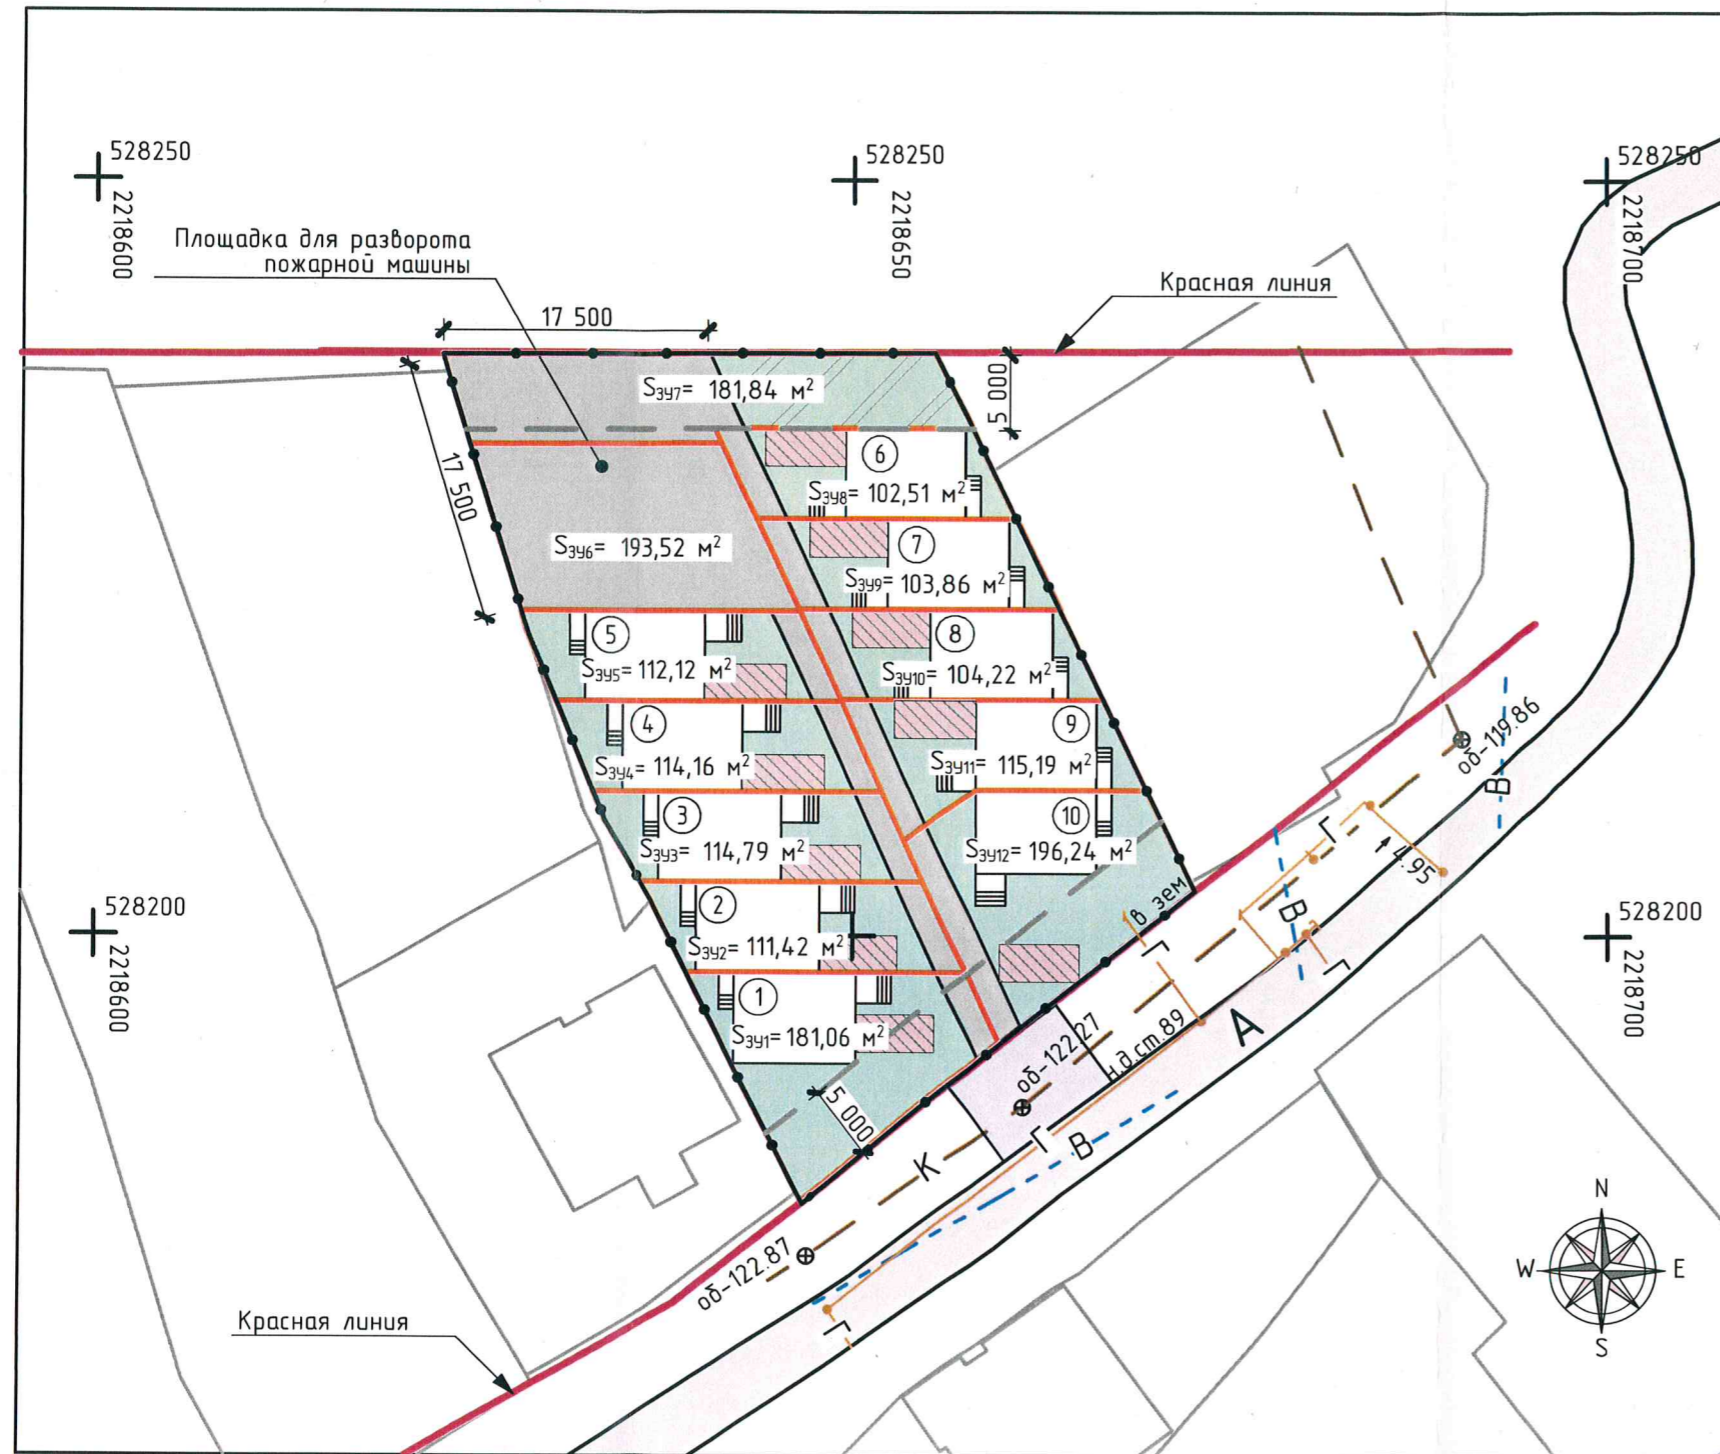 528250
2218600
528250
2218650
528250
2218700
Площадка для разворота
пожарной машины
Красная линия
17 500
5 000
17 500
SЗУ7= 181,84 м²
6
SЗУ8= 102,51 м²
7
SЗУ6= 193,52 м²
SЗУ9= 103,86 м²
5
8
SЗУ5= 112,12 м²
SЗУ10= 104,22 м²
4
9
SЗУ4= 114,16 м²
SЗУ11= 115,19 м²
3
10
SЗУ3= 114,79 м²
SЗУ12= 196,24 м²
2
SЗУ2= 111,42 м²
1
SЗУ1= 181,06 м²
5 000
528200
2218600
528200
2218700
об-119.86
В
Г
4.95
В
Г
в зем
Г
А
н.д.ст.89
об-122.27
Г
В
К
об-122.87
Г
Красная линия
N
W
E
S